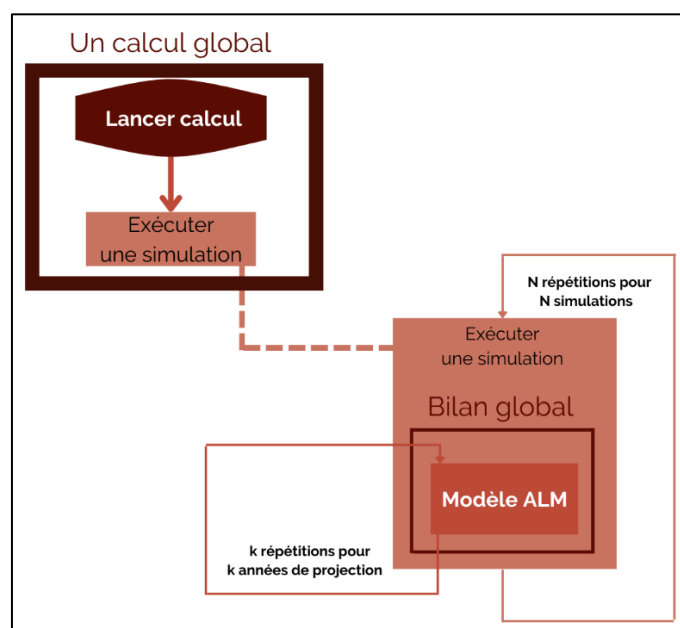 Un calcul global
Lancer calcul
Exécuter
une simulation
N répétitions pour
N simulations
Exécuter
une simulation
Bilan global
Modèle ALM
k répétitions pour
k années de projection